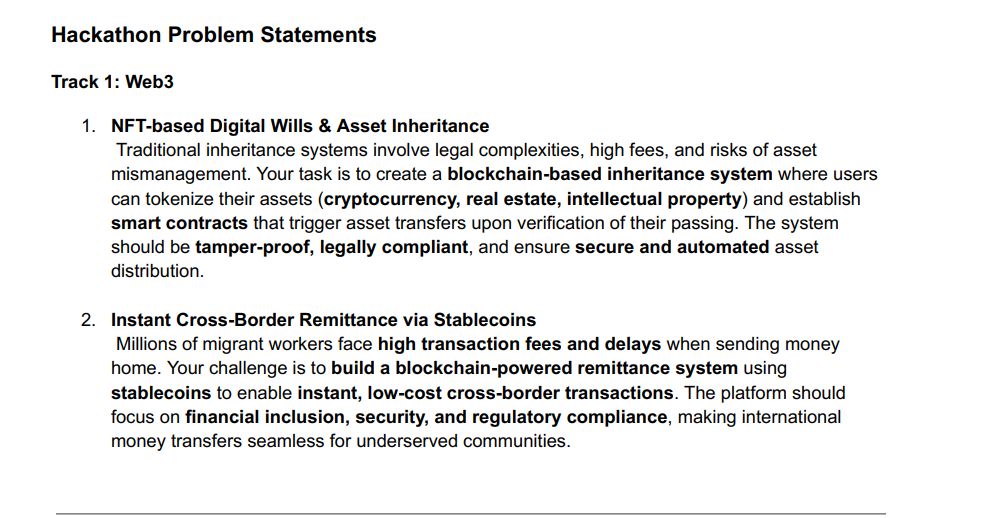 Hackathon Problem Statements
Track 1: Web3
1. NFT-based Digital Wills & Asset Inheritance
Traditional inheritance systems involve legal complexities, high fees, and risks of asset
mismanagement. Your task is to create a blockchain-based inheritance system where users
can tokenize their assets (cryptocurrency, real estate, intellectual property) and establish
smart contracts that trigger asset transfers upon verification of their passing. The system
should be tamper-proof, legally compliant, and ensure secure and automated asset
distribution.
2. Instant Cross-Border Remittance via Stablecoins
Millions of migrant workers face high transaction fees and delays when sending money
home. Your challenge is to build a blockchain-powered remittance system using
stablecoins to enable instant, low-cost cross-border transactions. The platform should
focus on financial inclusion, security, and regulatory compliance, making international
money transfers seamless for underserved communities.